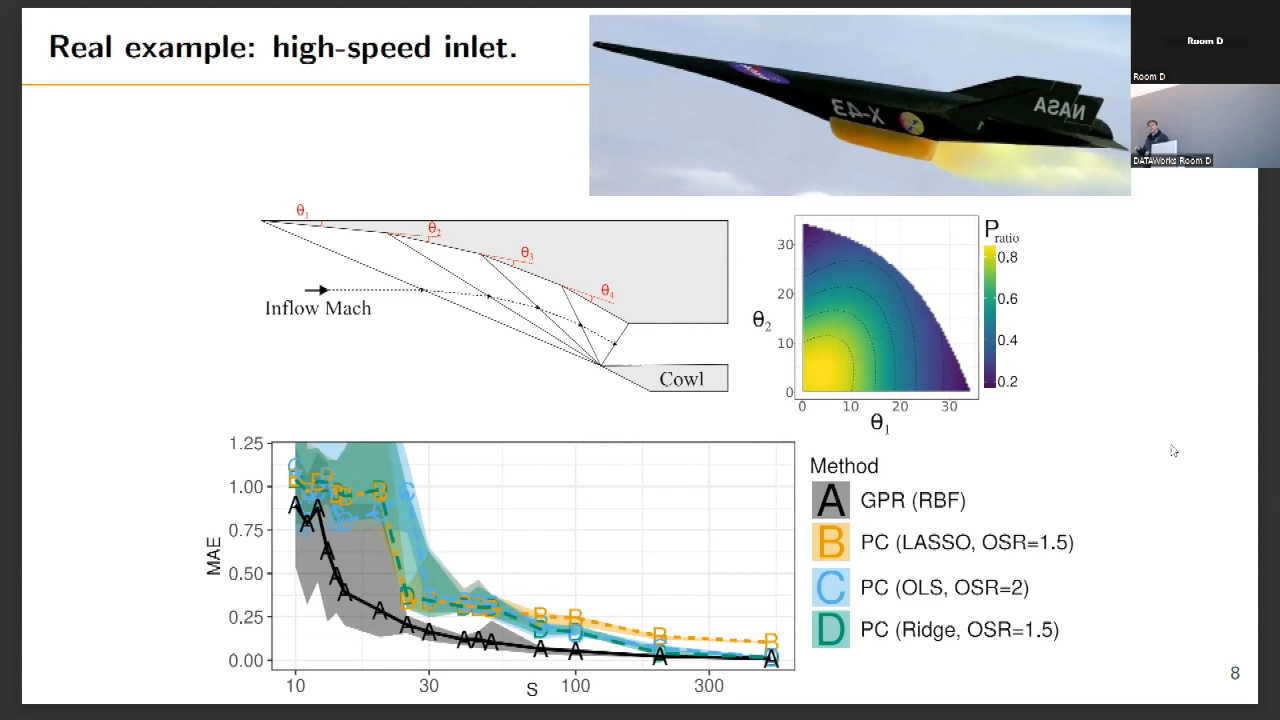 Real example: high-speed inlet.
X-43
NASA
Room D
Room D
DATAWorks Room D
θ1
θ2
θ3
θ4
Inflow Mach
Cowl
30
20
10
0
θ2
0 10 20 30
θ1
Pratio
0.8
0.6
0.4
0.2
1.25
1.00
0.75
0.50
0.25
0.00
MAE
10 30 100 300
S
Method
A GPR (RBF)
B PC (LASSO, OSR=1.5)
C PC (OLS, OSR=2)
D PC (Ridge, OSR=1.5)
8